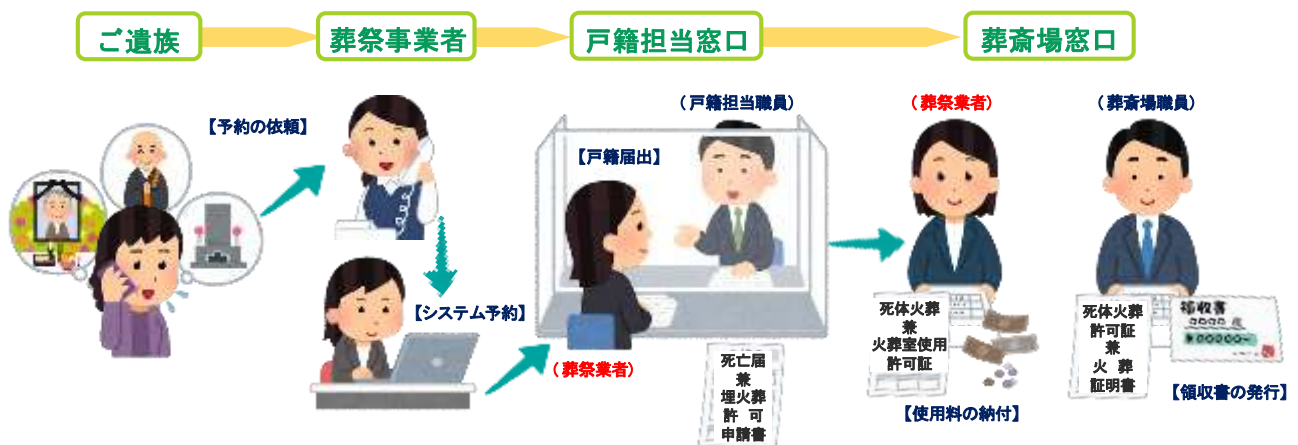 ご遺族
葬祭事業者
戸籍担当窓口
葬斎場窓口
【予約の依頼】
【システム予約】
(戸籍担当職員)
【戸籍届出】
(葬祭業者)
死亡届
兼
埋火葬
許 可
申請書
(葬祭業者)
死体火葬
兼
火葬室使用
許可証
【使用料の納付】
(葬斎場職員)
死体火葬
許可証
兼
火 葬
証明書
領収書
【領収書の発行】